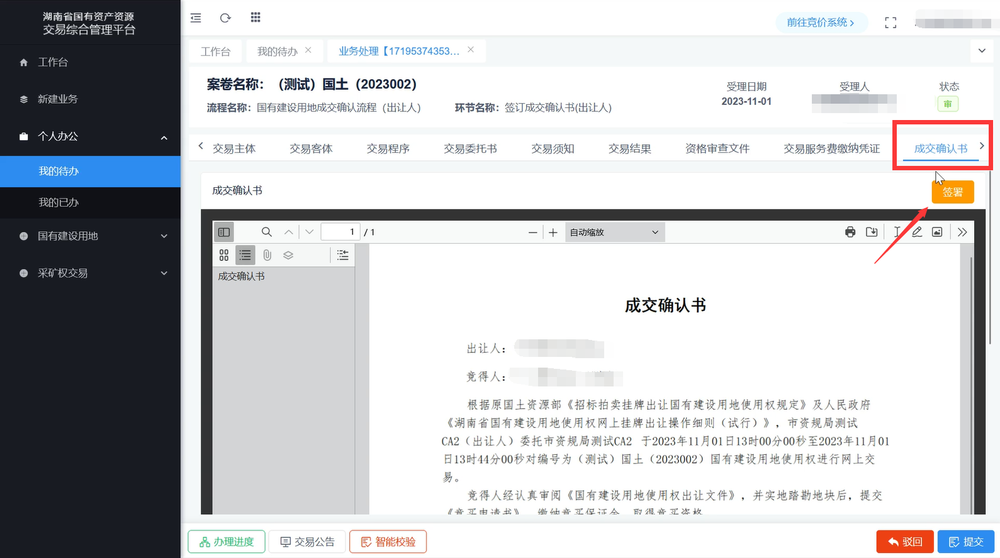 湖南省国有资产资源
交易综合管理平台
工作台
新建业务
个人办公
我的待办
我的已办
国有建设用地
采矿权交易
前往竞价系统
工作台
我的待办
业务处理【17195374353...
案卷名称：（测试）国土（2023002）
流程名称：国有建设用地成交确认流程（出让人）
环节名称：签订成交确认书(出让人)
受理日期
2023-11-01
受理人
状态
审
交易主体
交易客体
交易程序
交易委托书
交易须知
交易结果
资格审查文件
交易服务费缴纳凭证
成交确认书
成交确认书
签署
1 / 1
自动缩放
成交确认书
成交确认书
出让人：
竞得人：
根据原国土资源部《招标拍卖挂牌出让国有建设用地使用权规定》及人民政府
《湖南省国有建设用地使用权网上挂牌出让操作细则（试行）》，市资规局测试
CA2（出让人）委托市资规局测试CA2 于2023年11月01日13时00分00秒至2023年11月01
日13时44分00秒对编号为（测试）国土（2023002）国有建设用地使用权进行网上交
易。
竞得人经认真审阅《国有建设用地使用权出让文件》，并实地踏勘地块后，提交
《竞买申请书》，缴纳竞买保证金，取得竞买资格
办理进度
交易公告
智能校验
驳回
提交